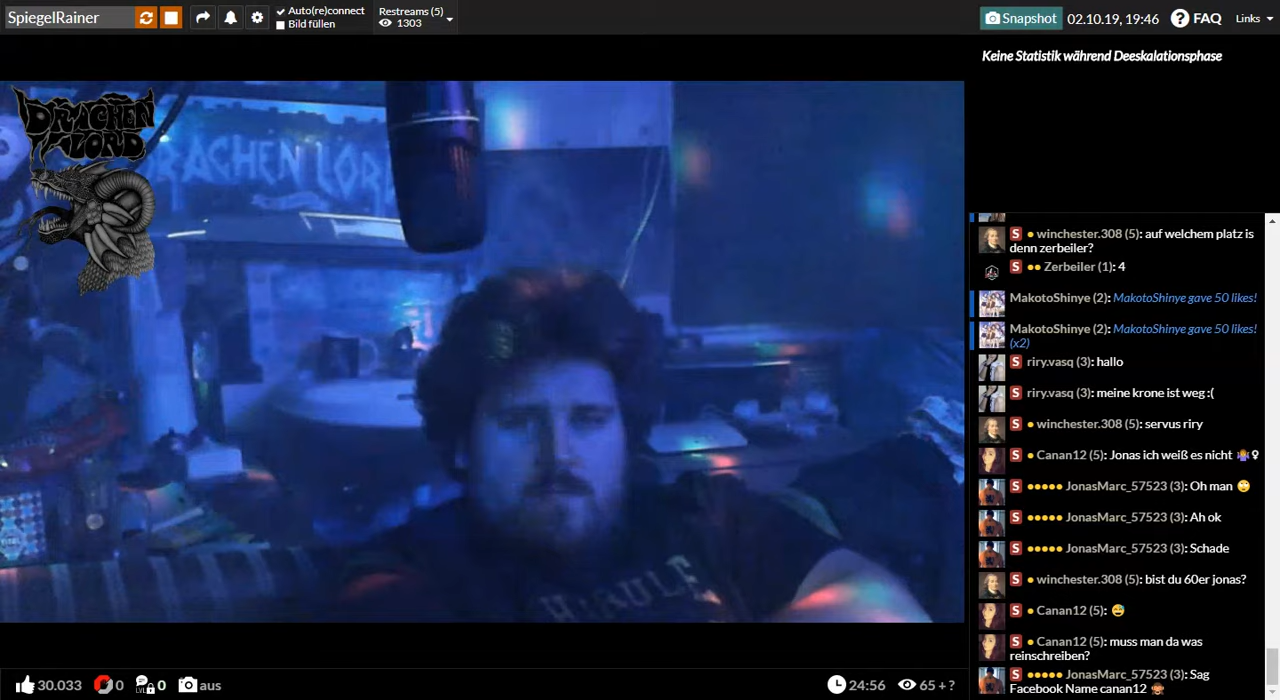 SpiegelRainer
Auto(re)connect
Bild füllen
Restreams (5)
1303
Snapshot
02.10.19, 19:46
? FAQ
Links
Keine Statistik während Deeskalationsphase
DRACHEN
LORD
RACHEN LORD
S winchester.308 (5): auf welchem platz is
denn zerbeiler?
S Zerbeiler (1): 4
MakotoShinye (2): MakotoShinye gave 50 likes!
MakotoShinye (2): MakotoShinye gave 50 likes!
(x2)
S riry.vasq (3): hallo
S riry.vasq (3): meine krone ist weg :(
S winchester.308 (5): servus riry
S Canan12 (5): Jonas ich weiß es nicht 🤷‍♀
S JonasMarc_57523 (3): Oh man 🙄
S JonasMarc_57523 (3): Ah ok
S JonasMarc_57523 (3): Schade
S winchester.308 (5): bist du 60er jonas?
S Canan12 (5): 😅
S Canan12 (5): muss man da was
reinschreiben?
S JonasMarc_57523 (3): Sag
Facebook Name canan12
HYRULE
30.033
0
LVL
0
aus
24:56
65 + ?